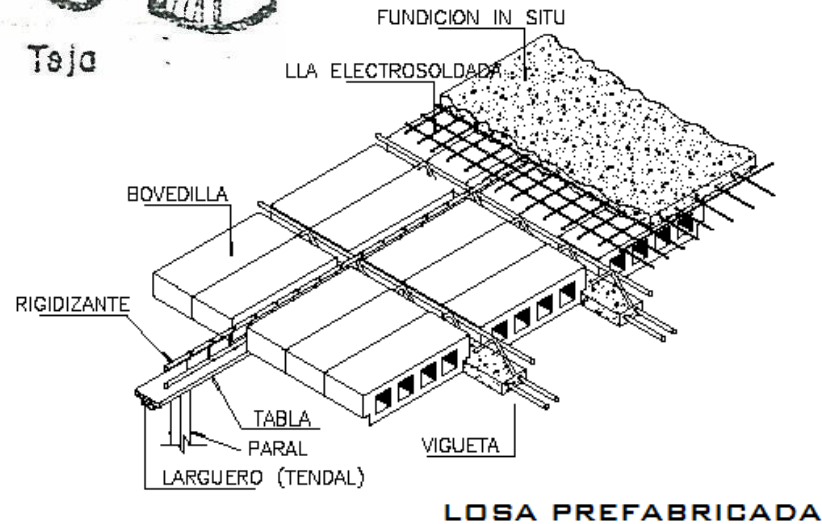 Teja
FUNDICION IN SITU
LLA ELECTROSOLDADA
BOVEDILLA
RIGIDIZANTE
TABLA
PARAL
VIGUETA
LARGUERO (TENDAL)
LOSA PREFABRICADA